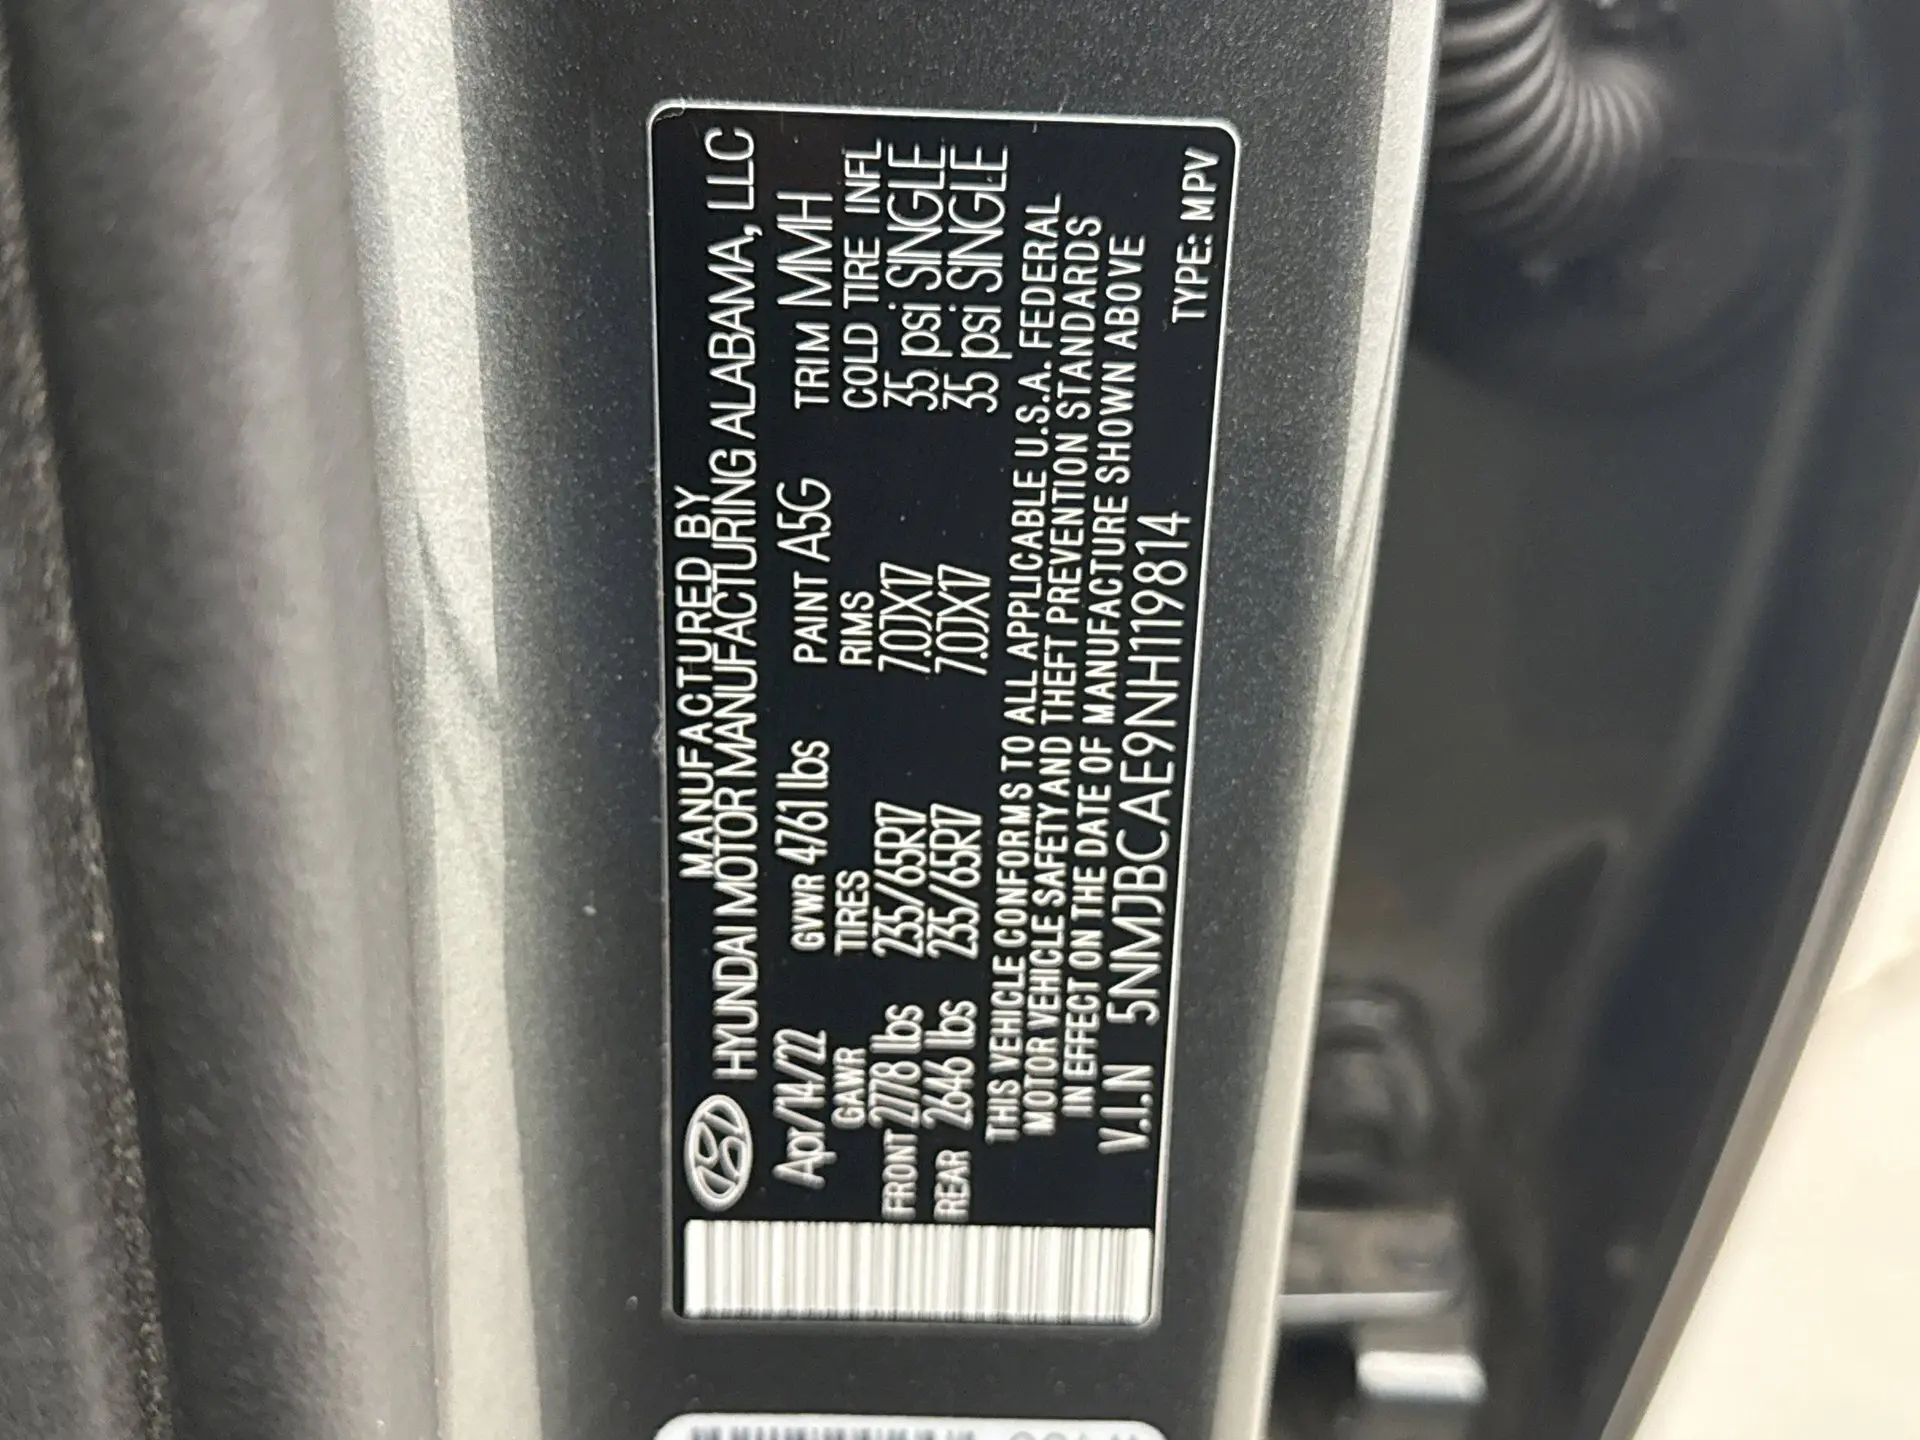 MANUFACTURED BY
HYUNDAI MOTOR MANUFACTURING ALABAMA, LLC
Apr/14/22 GVWR 4761 lbs PAINT A5G TRIM MMH
GAWR TIRES RIMS COLD TIRE INFL
FRONT 2778 lbs 235/65R17 7.0JX17 35 psi SINGLE
REAR 2646 lbs 235/65R17 7.0JX17 35 psi SINGLE
THIS VEHICLE CONFORMS TO ALL APPLICABLE U.S.A. FEDERAL
MOTOR VEHICLE SAFETY AND THEFT PREVENTION STANDARDS
IN EFFECT ON THE DATE OF MANUFACTURE SHOWN ABOVE
V.I.N 5NMJBCAE9NH119814 TYPE: MPV